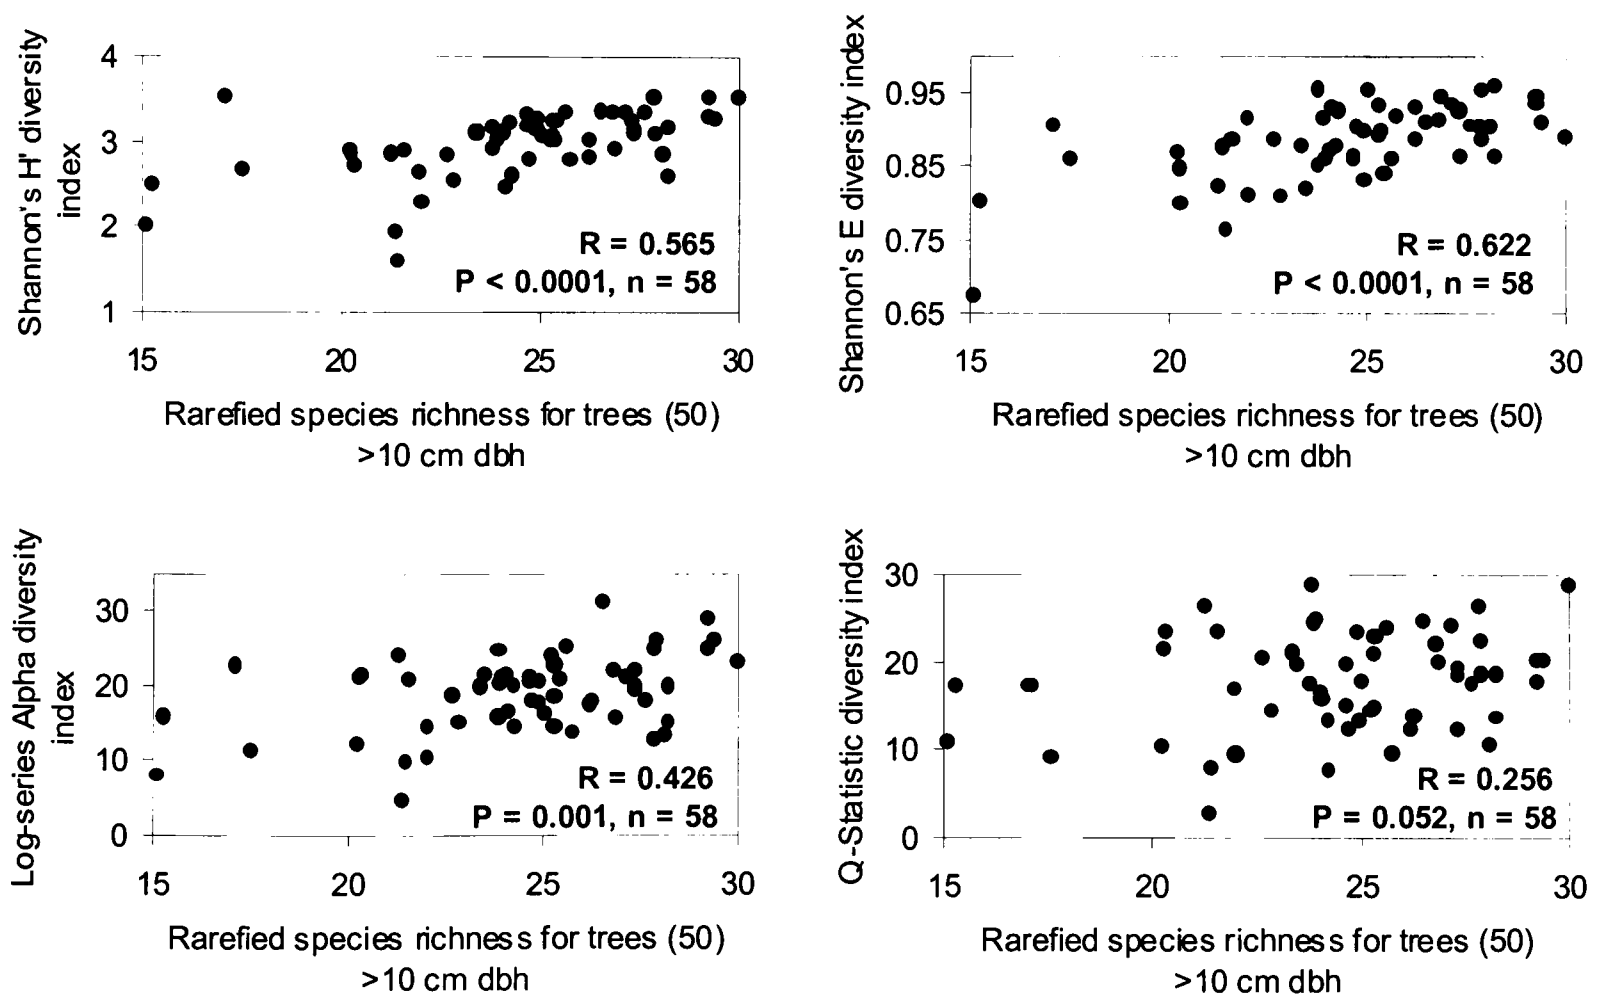 Shannon's H' diversity
index
4
3
2
1
15
20
25
30
R = 0.565
P < 0.0001, n = 58
Rarefied species richness for trees (50)
>10 cm dbh
Shannon's E diversity index
0.95
0.85
0.75
0.65
15
20
25
30
R = 0.622
P < 0.0001, n = 58
Rarefied species richness for trees (50)
>10 cm dbh
Log-series Alpha diversity
index
30
20
10
0
15
20
25
30
R = 0.426
P = 0.001, n = 58
Rarefied species richness for trees (50)
>10 cm dbh
Q-Statistic diversity index
30
20
10
0
15
20
25
30
R = 0.256
P = 0.052, n = 58
Rarefied species richness for trees (50)
>10 cm dbh